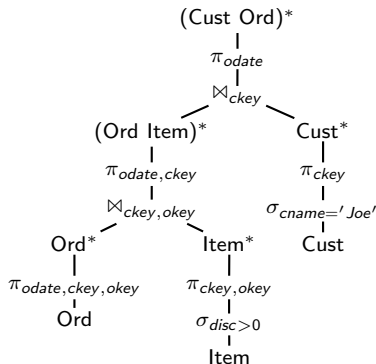 (Cust Ord)*
π_odate
⋈_ckey
(Ord Item)* Cust*
π_odate,ckey π_ckey
⋈_ckey,okey σ_cname='Joe'
Ord* Item* Cust
π_odate,ckey,okey π_ckey,okey
Ord σ_disc>0
Item